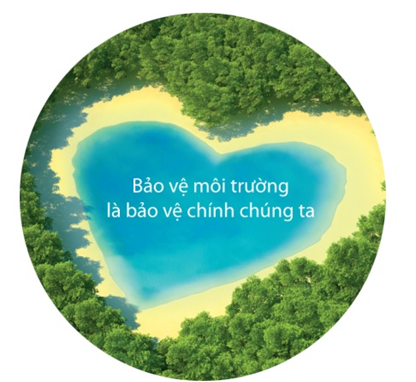 Bảo vệ môi trường
là bảo vệ chính chúng ta